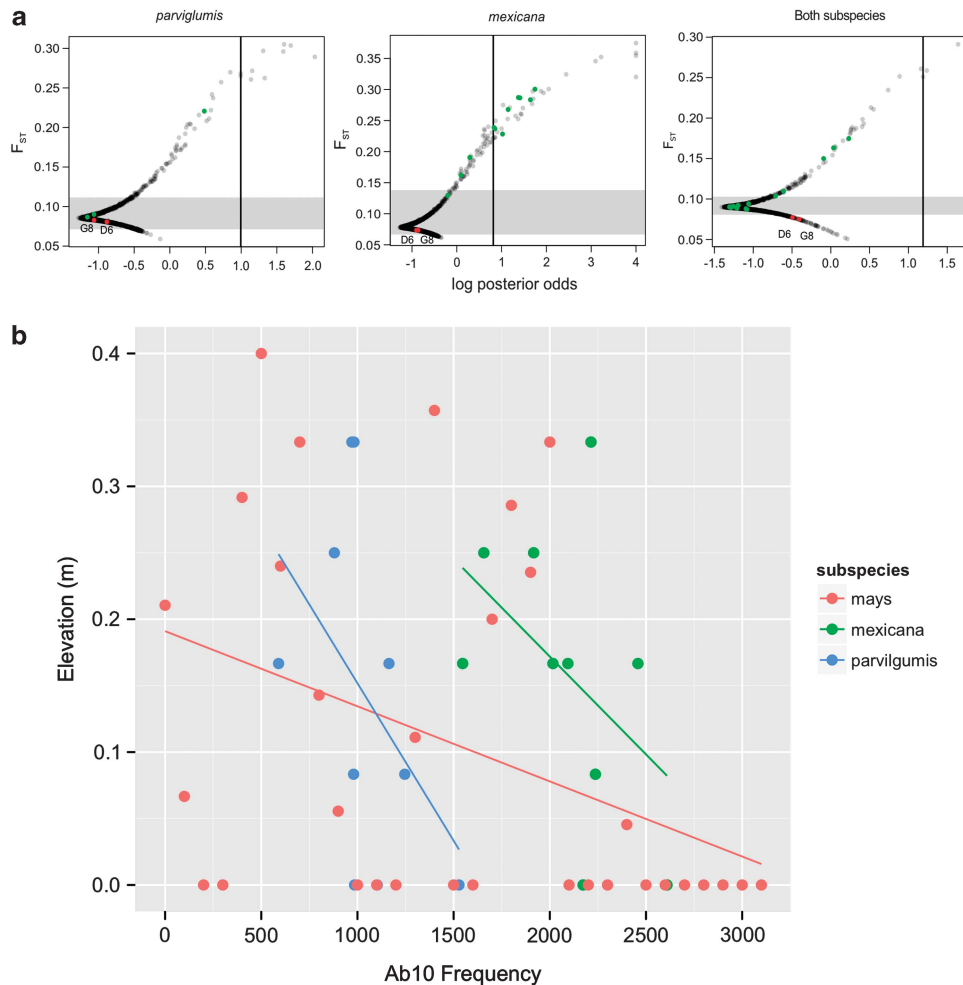 a
parviglumis
mexicana
Both subspecies
FST
0.30
0.25
0.20
0.15
0.10
0.05
G8 D6
-1.0 0.0 0.5 1.0 1.5 2.0
FST
0.35
0.30
0.25
0.20
0.15
0.10
0.05
D6 G8
-1 0 1 2 3 4
log posterior odds
FST
0.30
0.25
0.20
0.15
0.10
0.05
D6 G8
-1.5 -1.0 -0.5 0.0 0.5 1.0 1.5
b
Elevation (m)
0.4
0.3
0.2
0.1
0.0
0 500 1000 1500 2000 2500 3000
Ab10 Frequency
subspecies
mays
mexicana
parvilgumis